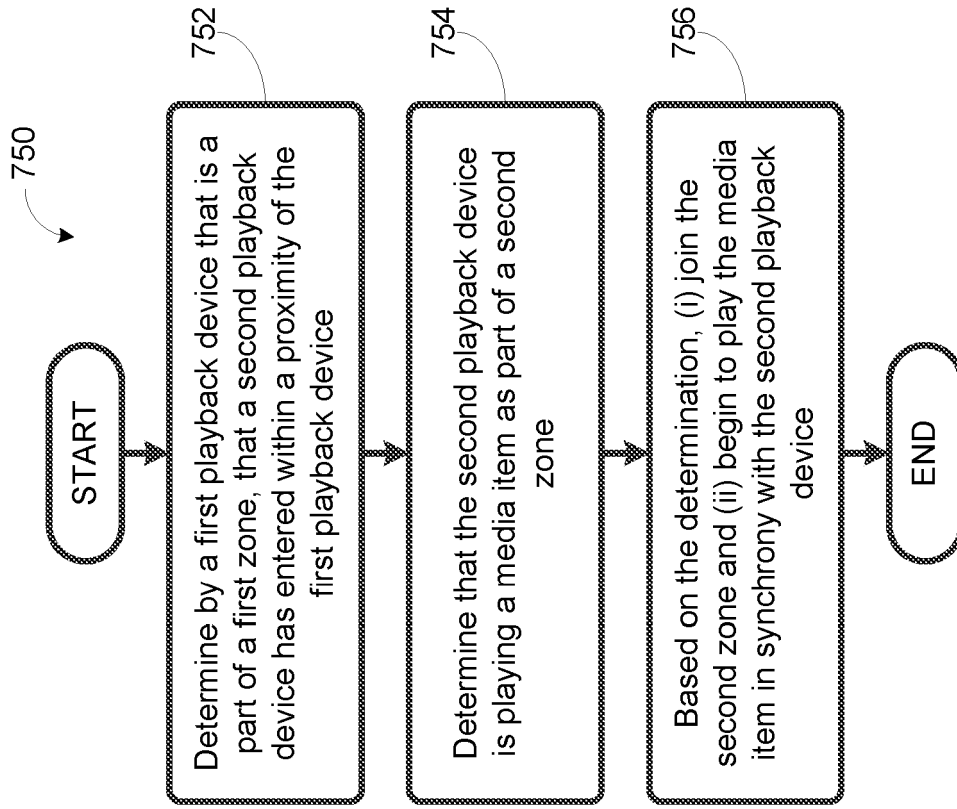 750
START
Determine by a first playback device that is a
part of a first zone, that a second playback
device has entered within a proximity of the
first playback device
752
Determine that the second playback device
is playing a media item as part of a second
zone
754
Based on the determination, (i) join the
second zone and (ii) begin to play the media
item in synchrony with the second playback
device
756
END